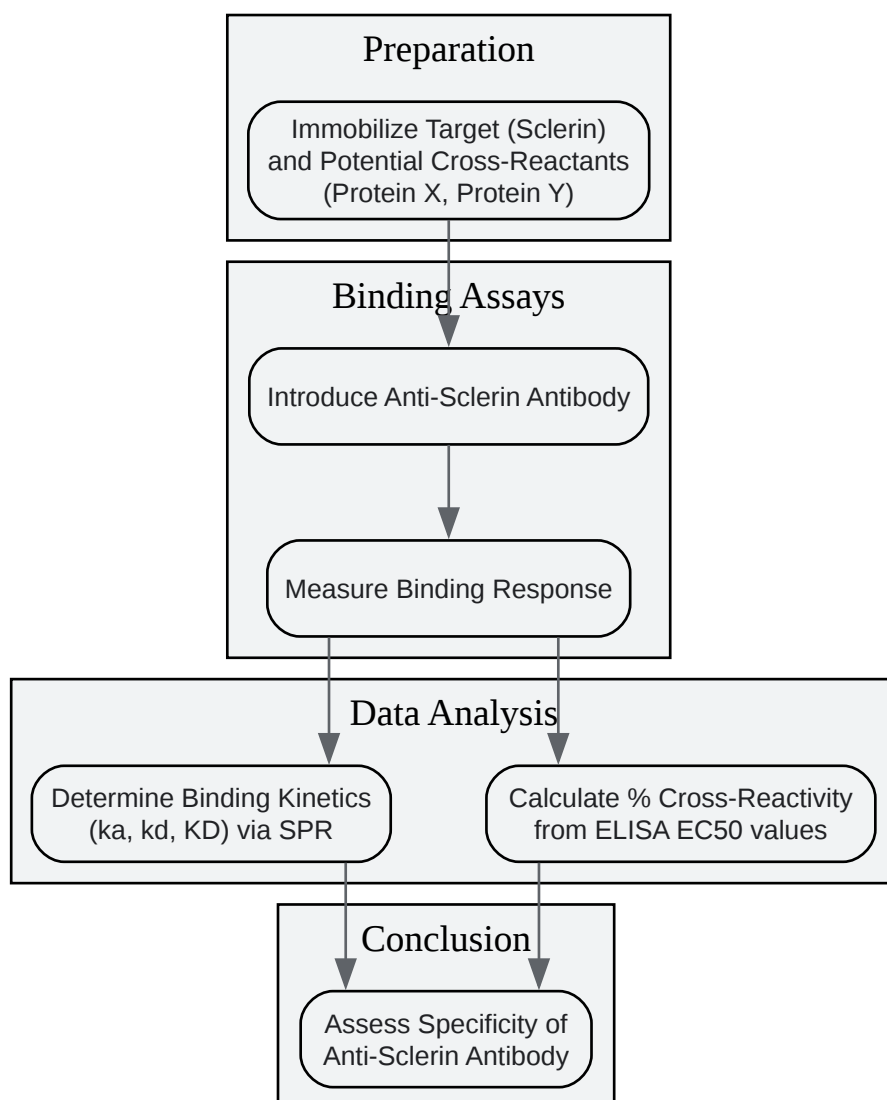 Preparation
Immobilize Target (Sclerin)
and Potential Cross-Reactants
(Protein X, Protein Y)
Binding Assays
Introduce Anti-Sclerin Antibody
Measure Binding Response
Data Analysis
Determine Binding Kinetics
(ka, kd, KD) via SPR
Calculate % Cross-Reactivity
from ELISA EC50 values
Conclusion
Assess Specificity of
Anti-Sclerin Antibody